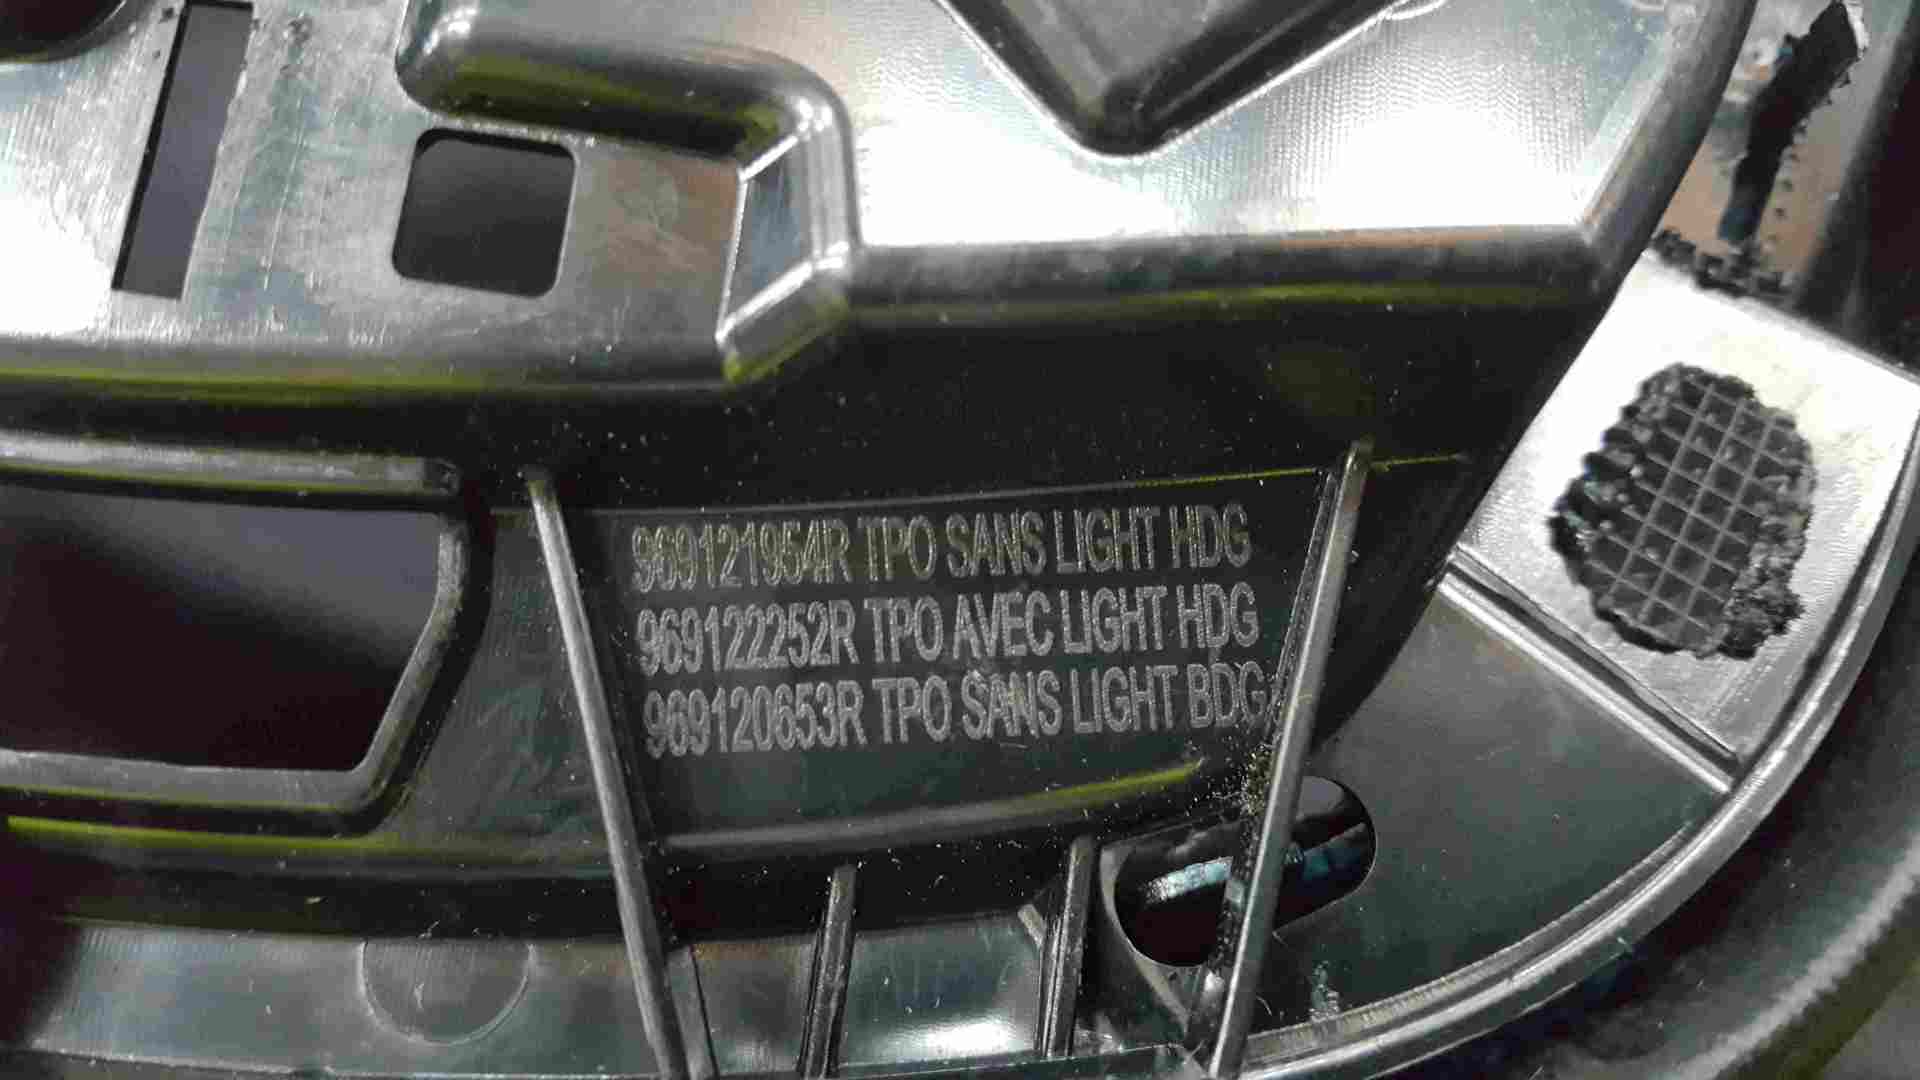 969121954R TPO SANS LIGHT HDG
969122252R TPO AVEC LIGHT HDG
969120653R TPO SANS LIGHT BDG